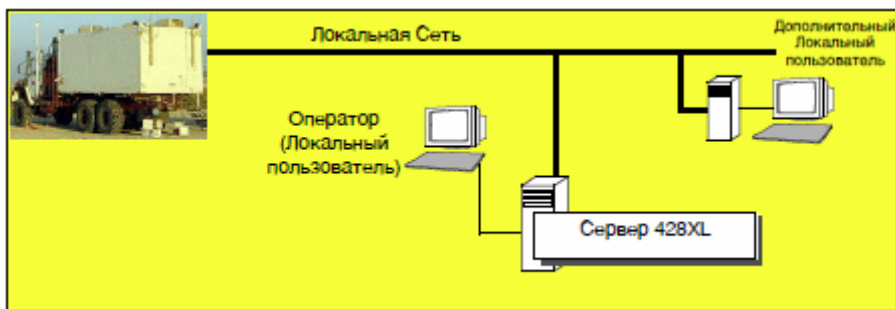 Локальная Сеть
Дополнительный
Локальный
пользователь
Оператор
(Локальный
пользователь)
Сервер 428XL